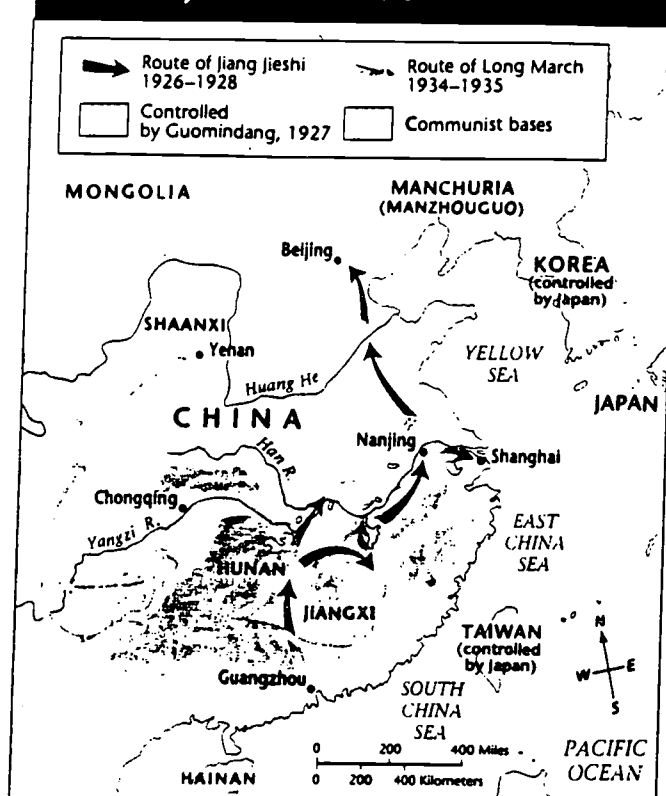 Route of Jiang Jieshi
1926–1928
Route of Long March
1934–1935
Controlled
by Guomindang, 1927
Communist bases
MONGOLIA
MANCHURIA
(MANZHOUGUO)
Beijing
KOREA
(controlled
by Japan)
SHAANXI
Yenan
YELLOW
SEA
Huang He
JAPAN
CHINA
Han R.
Nanjing
Shanghai
Chongqing
Yangzi R.
EAST
CHINA
SEA
HUNAN
JIANGXI
TAIWAN
(controlled
by Japan)
N
W
E
S
Guangzhou
SOUTH
CHINA
SEA
0 200 400 Miles
0 200 400 Kilometers
HAINAN
PACIFIC
OCEAN